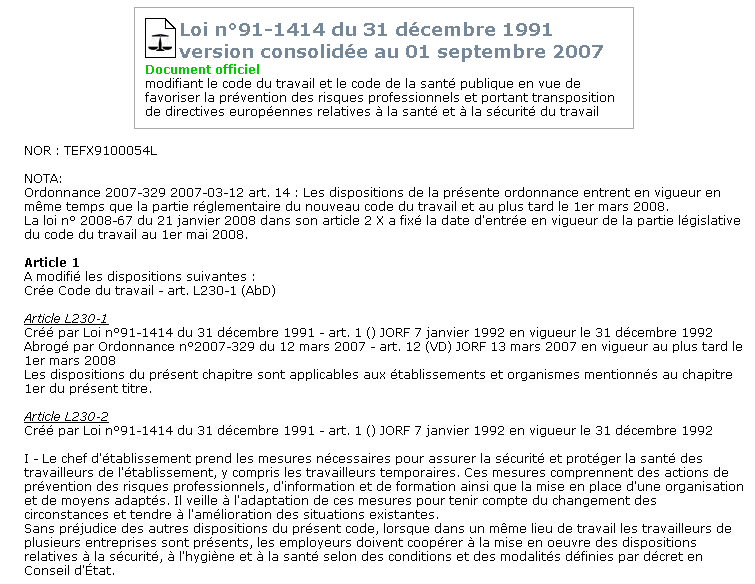 Loi n°91-1414 du 31 décembre 1991
version consolidée au 01 septembre 2007
Document officiel
modifiant le code du travail et le code de la santé publique en vue de
favoriser la prévention des risques professionnels et portant transposition
de directives européennes relatives à la santé et à la sécurité du travail
NOR : TEFX9100054L
NOTA:
Ordonnance 2007-329 2007-03-12 art. 14 : Les dispositions de la présente ordonnance entrent en vigueur en
même temps que la partie réglementaire du nouveau code du travail et au plus tard le 1er mars 2008.
La loi n° 2008-67 du 21 janvier 2008 dans son article 2 X a fixé la date d'entrée en vigueur de la partie législative
du code du travail au 1er mai 2008.
Article 1
A modifié les dispositions suivantes :
Crée Code du travail - art. L230-1 (AbD)
Article L230-1
Créé par Loi n°91-1414 du 31 décembre 1991 - art. 1 () JORF 7 janvier 1992 en vigueur le 31 décembre 1992
Abrogé par Ordonnance n°2007-329 du 12 mars 2007 - art. 12 (VD) JORF 13 mars 2007 en vigueur au plus tard le
1er mars 2008
Les dispositions du présent chapitre sont applicables aux établissements et organismes mentionnés au chapitre
1er du présent titre.
Article L230-2
Créé par Loi n°91-1414 du 31 décembre 1991 - art. 1 () JORF 7 janvier 1992 en vigueur le 31 décembre 1992
I - Le chef d'établissement prend les mesures nécessaires pour assurer la sécurité et protéger la santé des
travailleurs de l'établissement, y compris les travailleurs temporaires. Ces mesures comprennent des actions de
prévention des risques professionnels, d'information et de formation ainsi que la mise en place d'une organisation
et de moyens adaptés. Il veille à l'adaptation de ces mesures pour tenir compte du changement des
circonstances et tendre à l'amélioration des situations existantes.
Sans préjudice des autres dispositions du présent code, lorsque dans un même lieu de travail les travailleurs de
plusieurs entreprises sont présents, les employeurs doivent coopérer à la mise en oeuvre des dispositions
relatives à la sécurité, à l'hygiène et à la santé selon des conditions et des modalités définies par décret en
Conseil d'État.